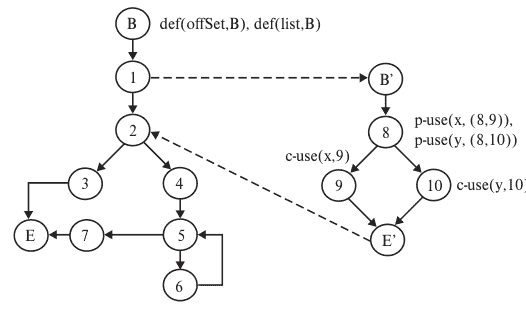 B def(offSet,B), def(list,B)
1 B'
2 8 p-use(x, (8,9)),
p-use(y, (8,10))
c-use(x,9)
3 4 9 10 c-use(y,10)
E 7 5 E'
6